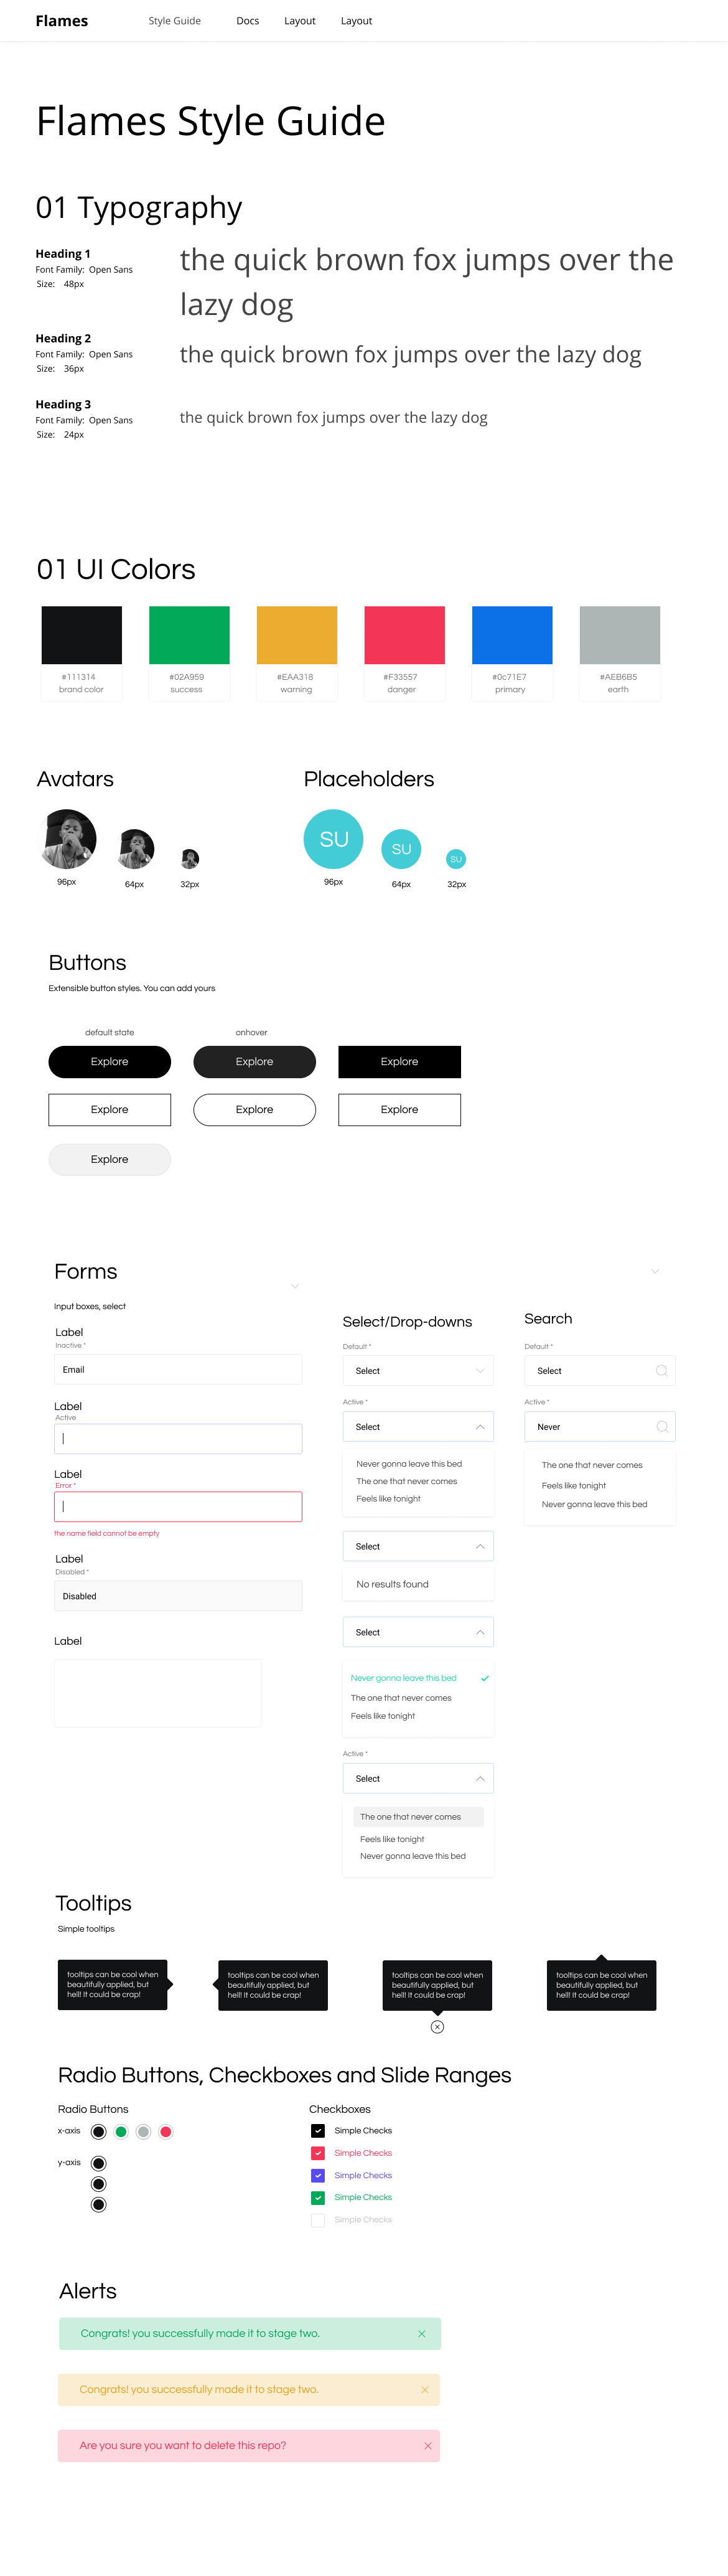 Flames
Style Guide
Docs
Layout
Layout
Flames Style Guide
01 Typography
Heading 1
Font Family: Open Sans
Size: 48px
the quick brown fox jumps over the
lazy dog
Heading 2
Font Family: Open Sans
Size: 36px
the quick brown fox jumps over the lazy dog
Heading 3
Font Family: Open Sans
Size: 24px
the quick brown fox jumps over the lazy dog
01 UI Colors
#111314
brand color
#02A959
success
#EAA318
warning
#F33557
danger
#0c71E7
primary
#AEB6B5
earth
Avatars
96px
64px
32px
Placeholders
SU
SU
SU
96px
64px
32px
Buttons
Extensible button styles. You can add yours
default state
onhover
Explore
Explore
Explore
Explore
Explore
Explore
Explore
Forms
Input boxes, select
Label
Inactive *
Email
Label
Active
Label
Error *
the name field cannot be empty
Label
Disabled *
Disabled
Label
Select/Drop-downs
Default *
Select
Active *
Select
Never gonna leave this bed
The one that never comes
Feels like tonight
Select
No results found
Select
Never gonna leave this bed
The one that never comes
Feels like tonight
Active *
Select
The one that never comes
Feels like tonight
Never gonna leave this bed
Search
Default *
Select
Active *
Never
The one that never comes
Feels like tonight
Never gonna leave this bed
Tooltips
Simple tooltips
tooltips can be cool when
beautifully applied, but
hell! It could be crap!
tooltips can be cool when
beautifully applied, but
hell! It could be crap!
tooltips can be cool when
beautifully applied, but
hell! It could be crap!
tooltips can be cool when
beautifully applied, but
hell! It could be crap!
Radio Buttons, Checkboxes and Slide Ranges
Radio Buttons
x-axis
y-axis
Checkboxes
Simple Checks
Simple Checks
Simple Checks
Simple Checks
Simple Checks
Alerts
Congrats! you successfully made it to stage two.
Congrats! you successfully made it to stage two.
Are you sure you want to delete this repo?